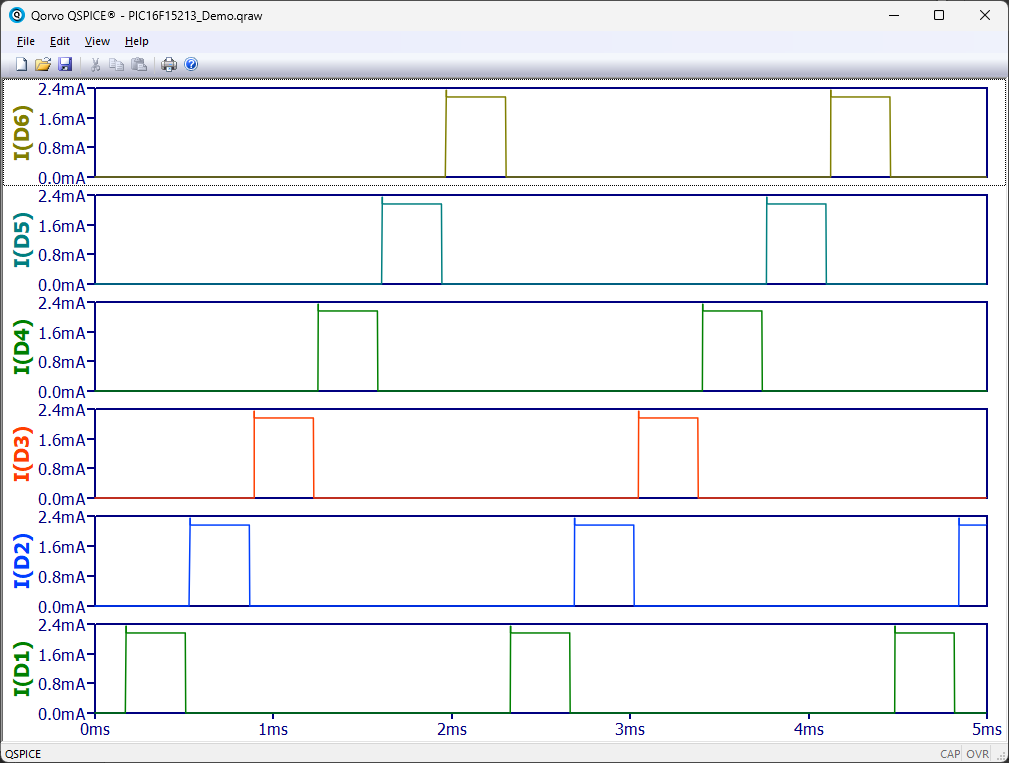 Qorvo QSPICE® - PIC16F15213_Demo.qraw
File Edit View Help
I(D6)
2.4mA
1.6mA
0.8mA
0.0mA
I(D5)
2.4mA
1.6mA
0.8mA
0.0mA
I(D4)
2.4mA
1.6mA
0.8mA
0.0mA
I(D3)
2.4mA
1.6mA
0.8mA
0.0mA
I(D2)
2.4mA
1.6mA
0.8mA
0.0mA
I(D1)
2.4mA
1.6mA
0.8mA
0.0mA
0ms 1ms 2ms 3ms 4ms 5ms
QSPICE CAP OVR